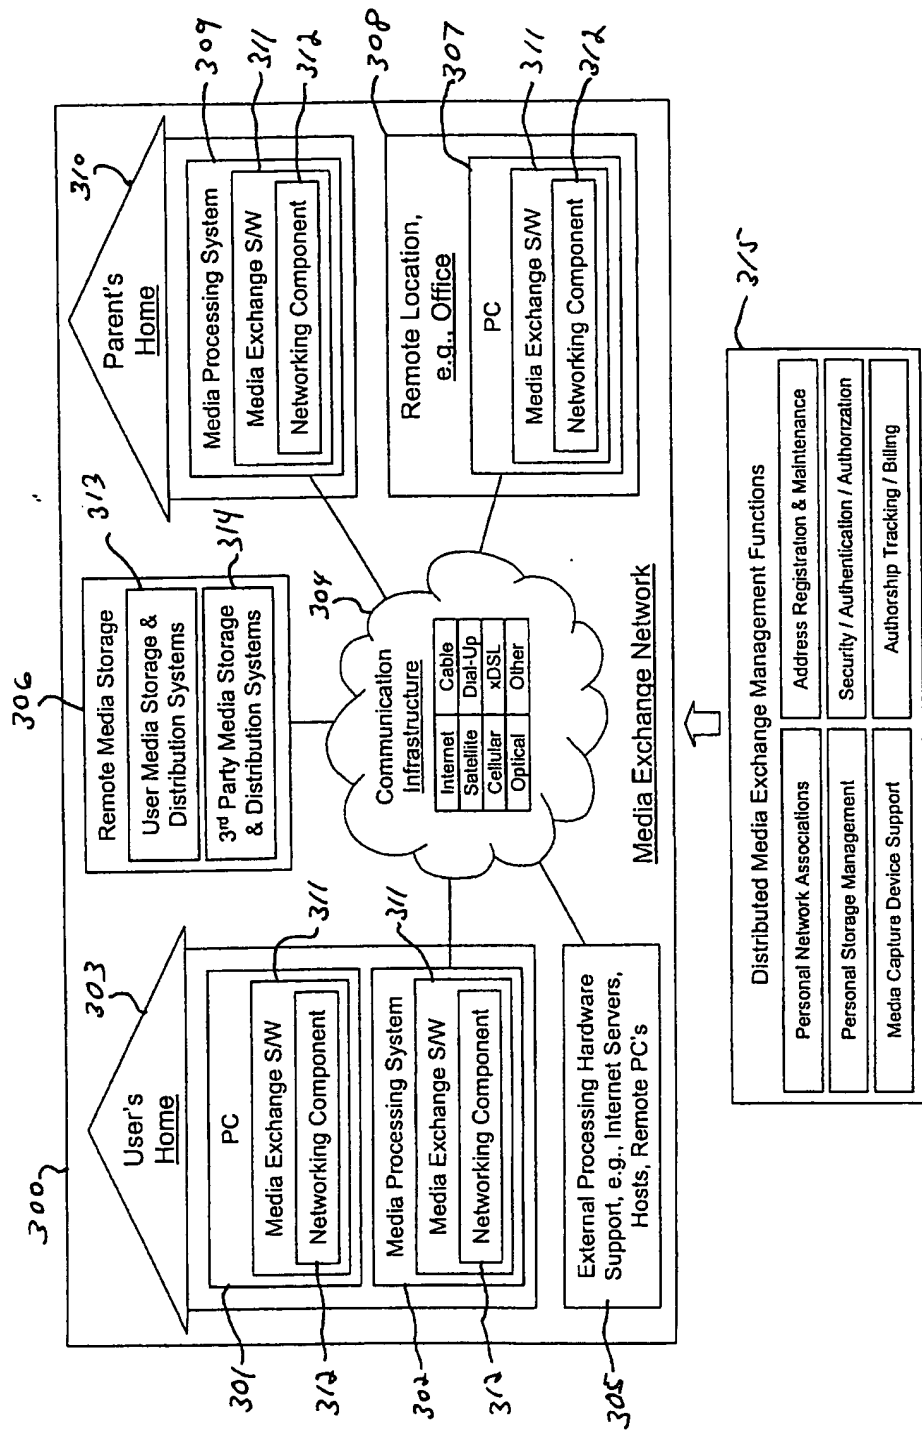 300
303
User's
Home
PC
Media Exchange S/W
Networking Component
311
301
312
Media Processing System
Media Exchange S/W
Networking Component
311
302
312
External Processing Hardware
Support, e.g., Internet Servers,
Hosts, Remote PC's
305
306
Remote Media Storage
User Media Storage &
Distribution Systems
313
3rd Party Media Storage
& Distribution Systems
314
304
Communication
Infrastructure
Internet Cable
Satellite Dial-Up
Cellular xDSL
Optical Other
Media Exchange Network
310
Parent's
Home
Media Processing System
Media Exchange S/W
Networking Component
309
311
312
Remote Location,
e.g., Office
PC
Media Exchange S/W
Networking Component
308
307
311
312
315
Distributed Media Exchange Management Functions
Personal Network Associations Address Registration & Maintenance
Personal Storage Management Security / Authentication / Authorization
Media Capture Device Support Authorship Tracking / Billing